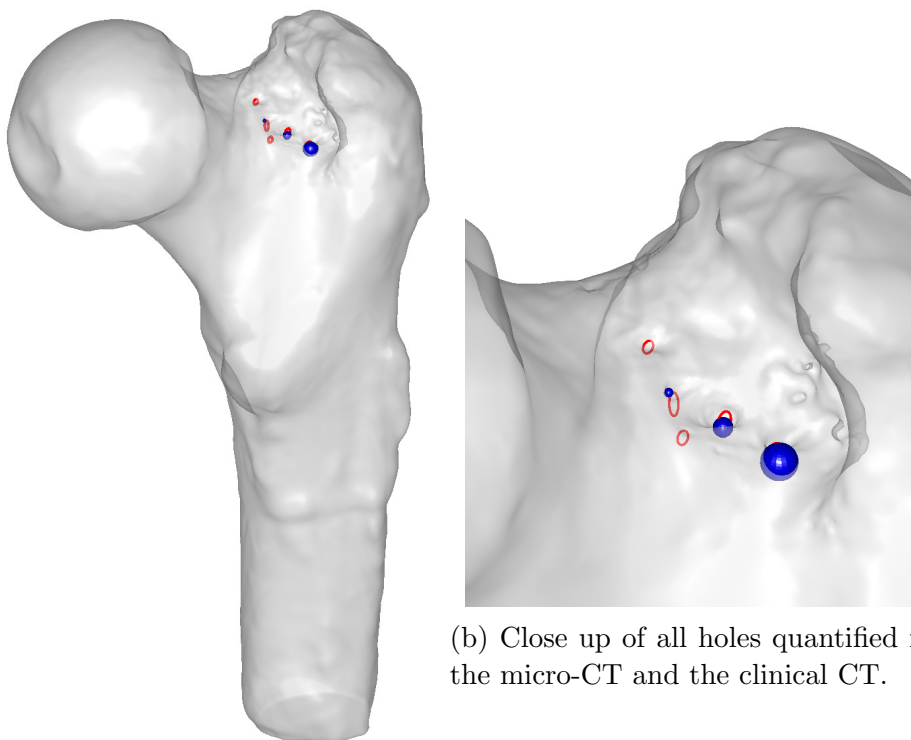 (b) Close up of all holes quantified
the micro-CT and the clinical CT.